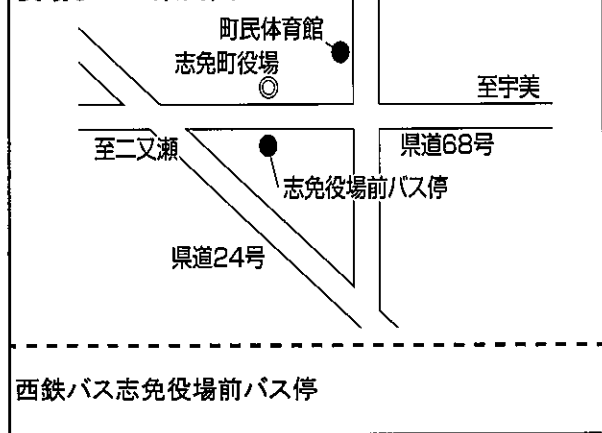 町民体育館
志免町役場
至宇美
至二又瀬
県道68号
志免役場前バス停
県道24号
西鉄バス志免役場前バス停